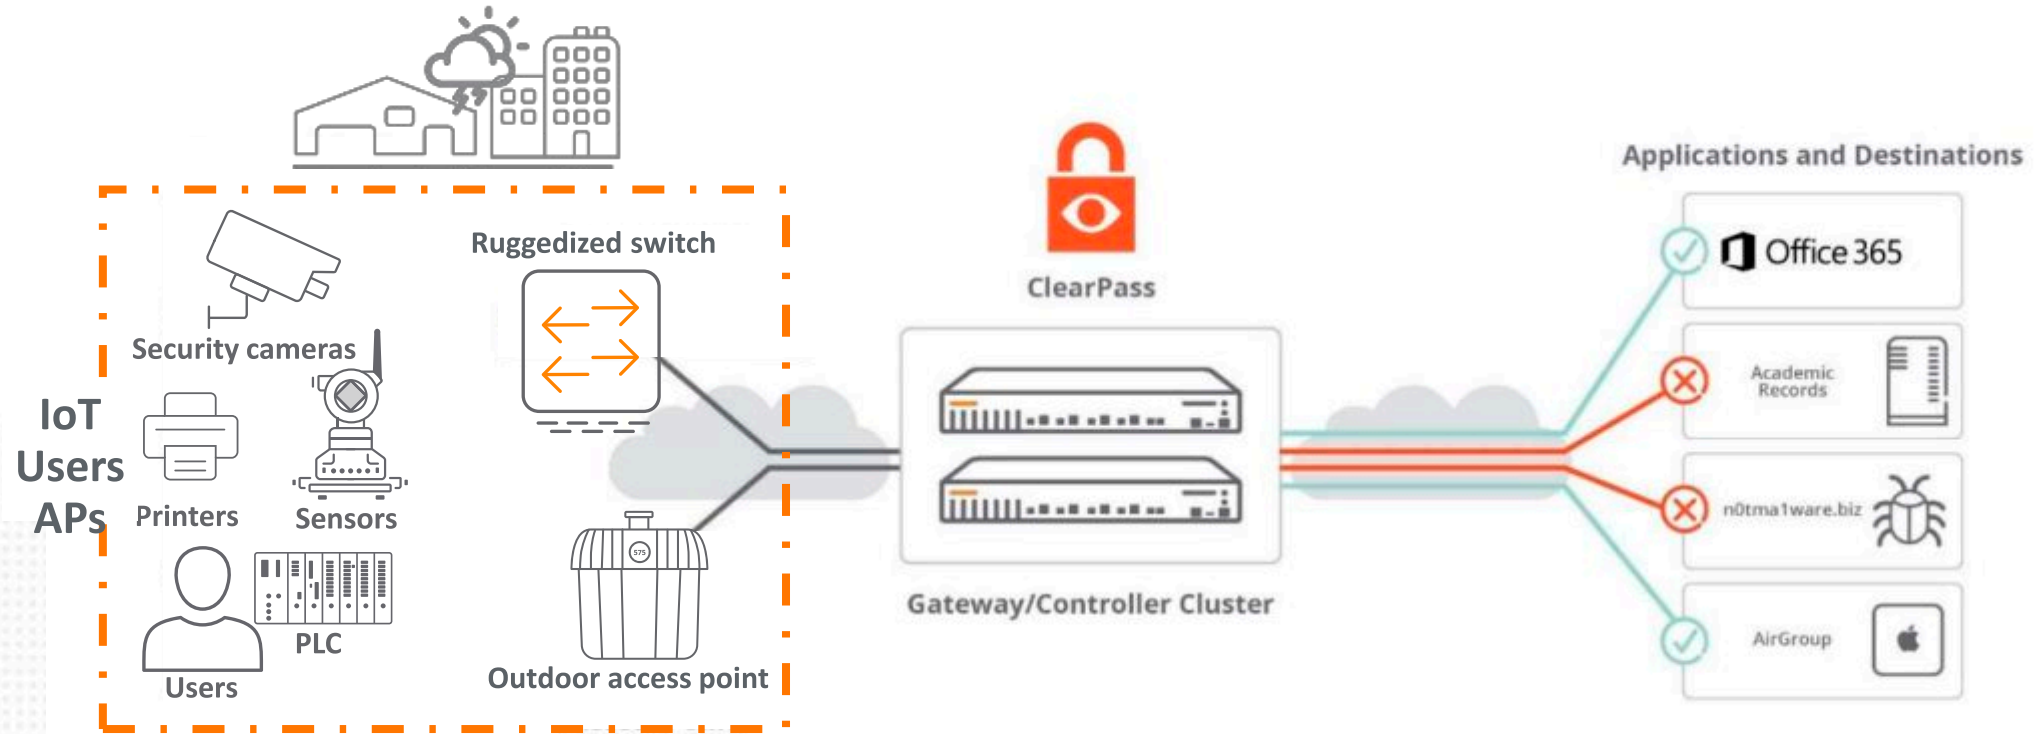 IoT
Users
APs
Security cameras
Printers
Sensors
Users
PLC
Ruggedized switch
575
Outdoor access point
ClearPass
Gateway/Controller Cluster
Applications and Destinations
Office 365
Academic
Records
n0tma1ware.biz
AirGroup